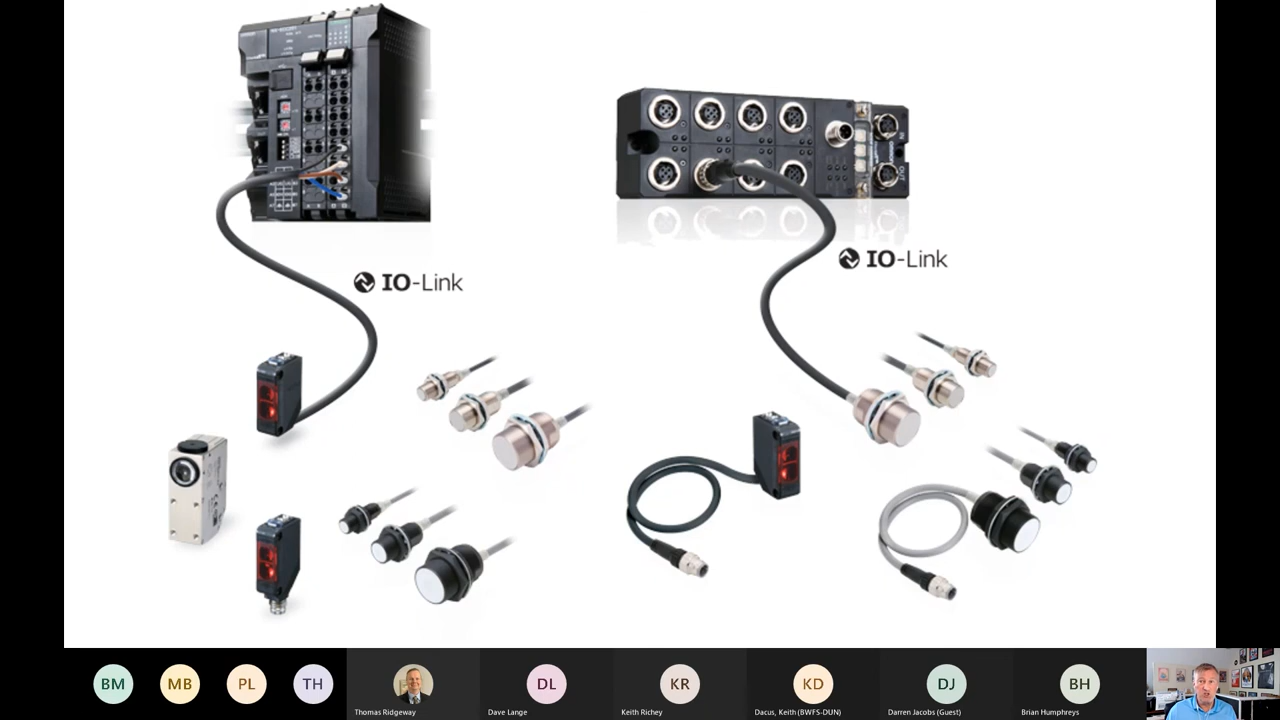 IO-Link
IO-Link
OUT
BM
MB
PL
TH
DL
KR
KD
DJ
BH
Thomas Ridgeway
Dave Lange
Keith Richey
Dacus, Keith (BWFS-DUN)
Darren Jacobs (Guest)
Brian Humphreys